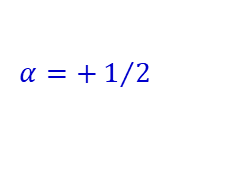 α = + 1/2